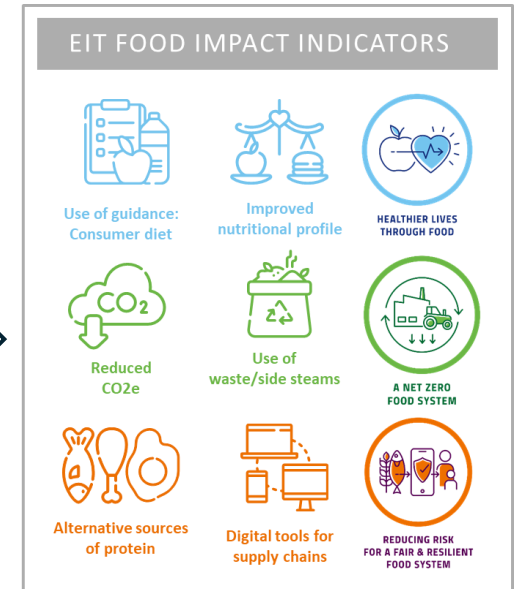 EIT FOOD IMPACT INDICATORS
Use of guidance:
Consumer diet
Improved
nutritional profile
HEALTHIER LIVES
THROUGH FOOD
CO2
Reduced
CO2e
Use of
waste/side steams
A NET ZERO
FOOD SYSTEM
Alternative sources
of protein
Digital tools for
supply chains
REDUCING RISK
FOR A FAIR & RESILIENT
FOOD SYSTEM